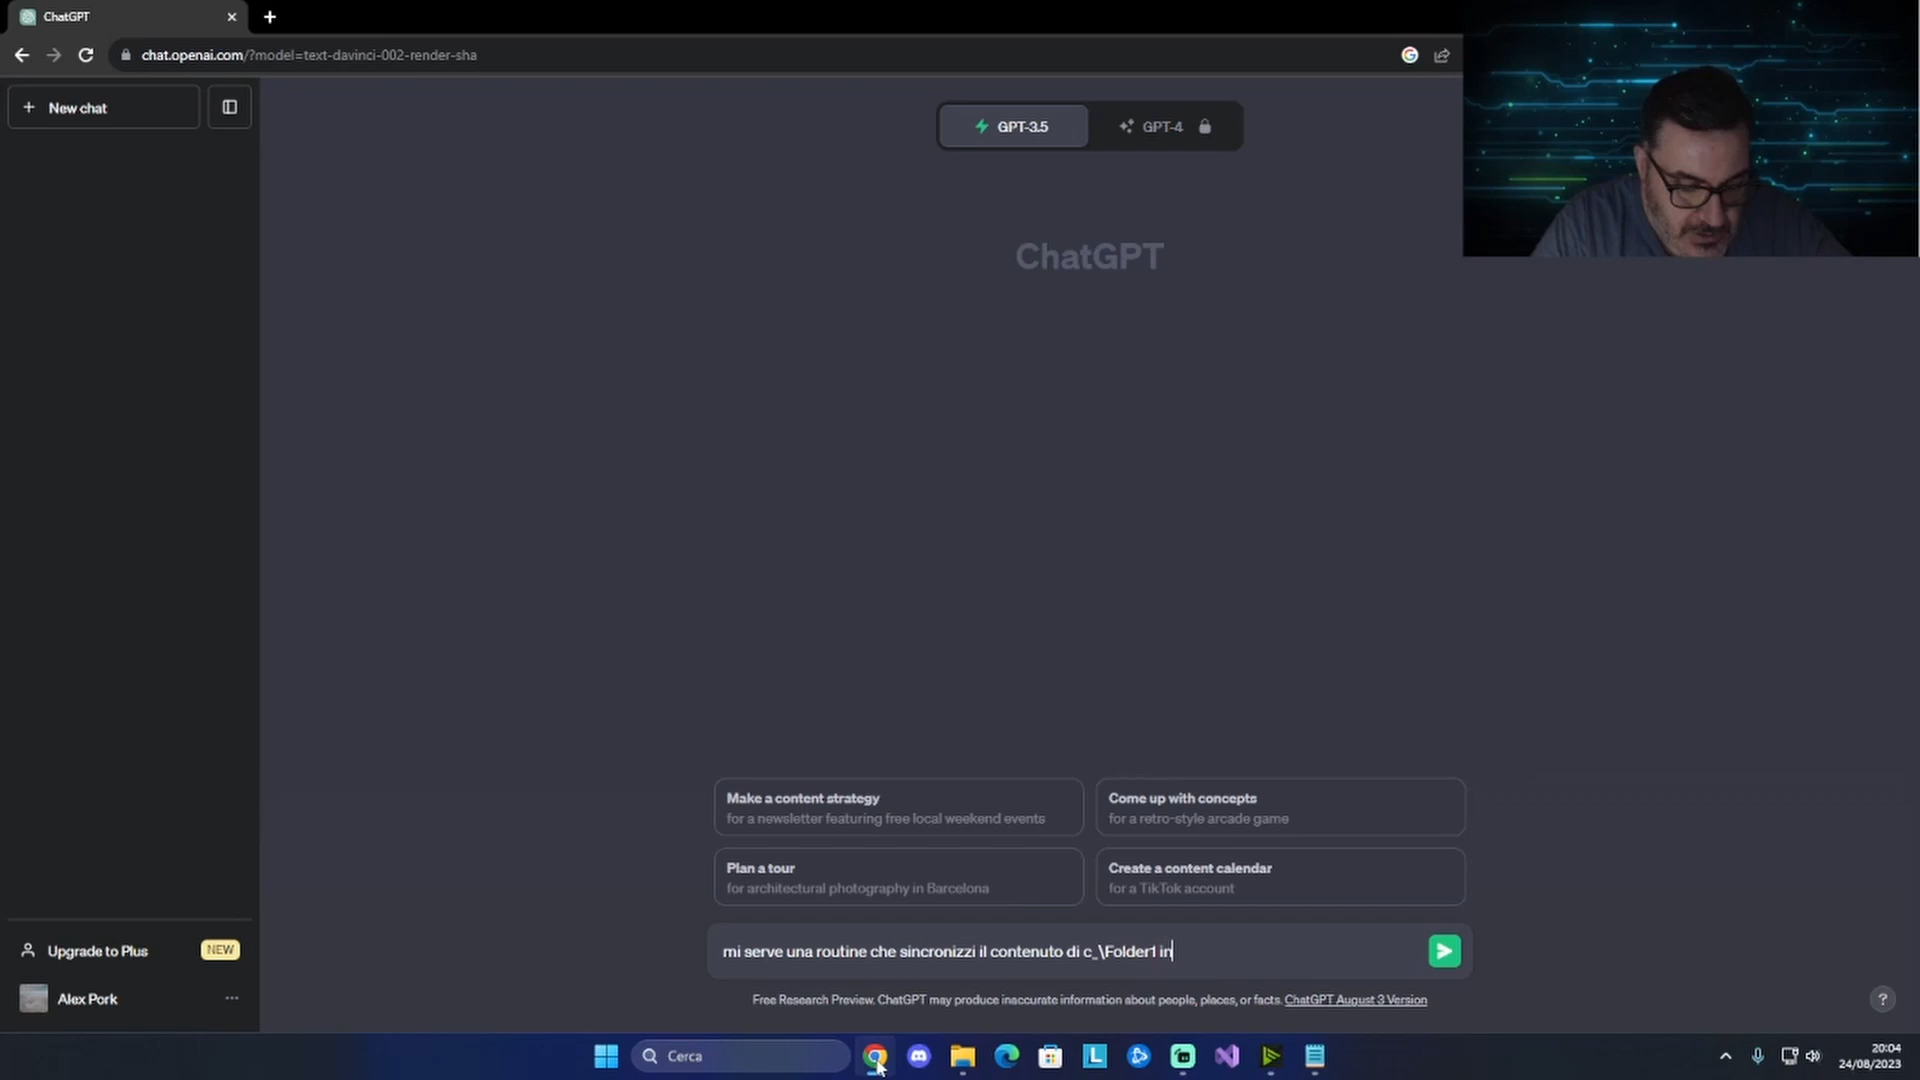 ChatGPT
chat.openai.com/?model=text-davinci-002-render-sha
New chat
GPT-3.5
GPT-4
ChatGPT
Make a content strategy
for a newsletter featuring free local weekend events
Come up with concepts
for a retro-style arcade game
Plan a tour
for architectural photography in Barcelona
Create a content calendar
for a TikTok account
Upgrade to Plus
NEW
mi serve una routine che sincronizzi il contenuto di c_\Folder1 in
Alex Pork
Free Research Preview. ChatGPT may produce inaccurate information about people, places, or facts. ChatGPT August 3 Version
?
Cerca
20:04
24/08/2023